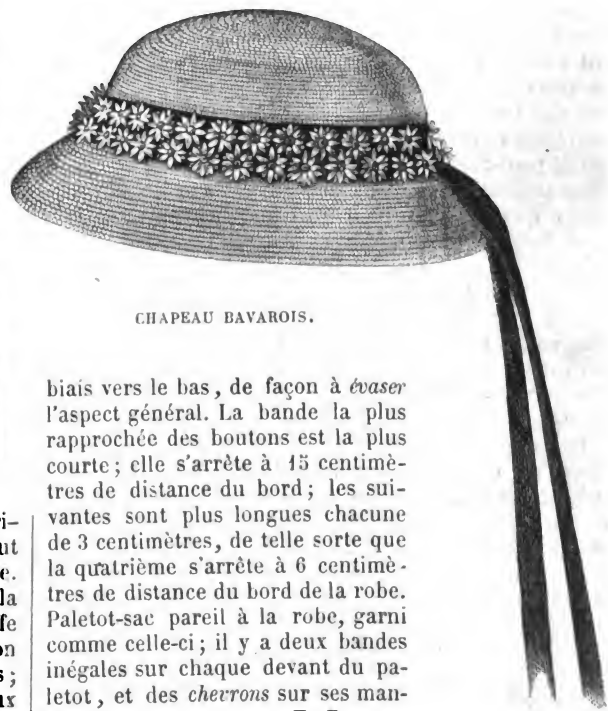 CHAPEAU BAVAROIS.
biais vers le bas, de façon à évaser
l'aspect général. La bande la plus
rapprochée des boutons est la plus
courte; elle s'arrête à 15 centimè-
tres de distance du bord; les sui-
vantes sont plus longues chacune
de 3 centimètres, de telle sorte que
la quatrième s'arrête à 6 centimè-
tres de distance du bord de la robe.
Paletot-sac pareil à la robe, garni
comme celle-ci; il y a deux bandes
inégales sur chaque devant du pa-
letot, et des chevrons sur ses man-